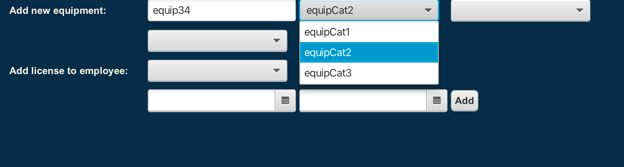 Add new equipment: equip34 equipCat2
equipCat1
equipCat2
Add license to employee:
equipCat3
Add